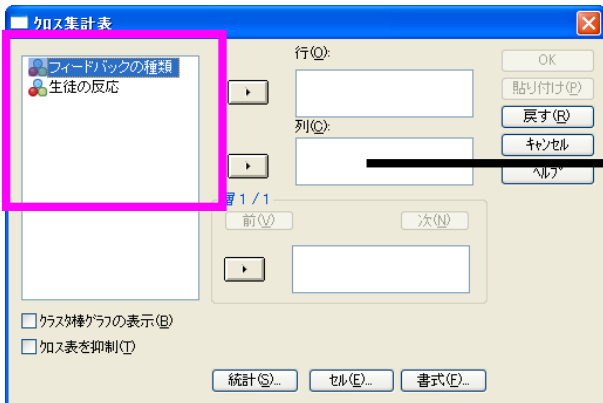 クロス集計表
フィードバックの種類
生徒の反応
行(O):
列(C):
層 1 / 1
前(V)
次(N)
OK
貼り付け(P)
戻す(R)
キャンセル
ヘルプ
クラスタ棒グラフの表示(B)
クロス表を抑制(T)
統計(S)...
セル(E)...
書式(F)...